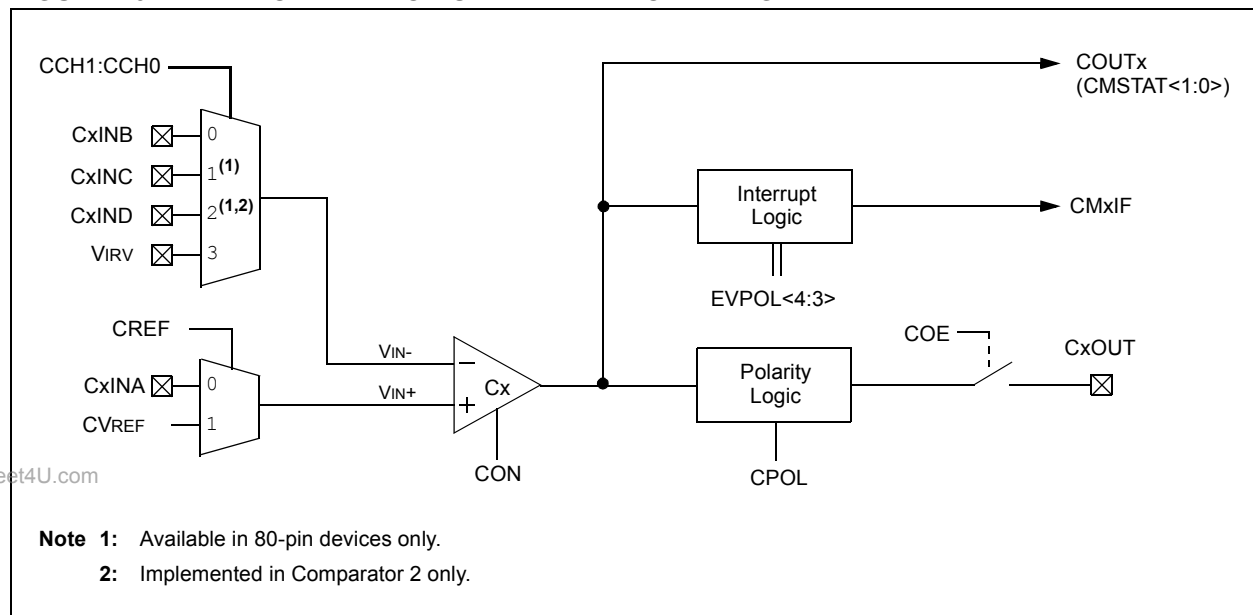 CCH1:CCH0
COUTx
(CMSTAT<1:0>)
CxINB 0
CxINC 1(1)
CxIND 2(1,2)
VIRV 3
Interrupt
Logic
CMxIF
EVPOL<4:3>
CREF
COE
CxOUT
CxINA 0
CVREF 1
VIN-
VIN+
–
+
Cx
Polarity
Logic
CON
CPOL
eet4U.com
Note 1: Available in 80-pin devices only.
2: Implemented in Comparator 2 only.